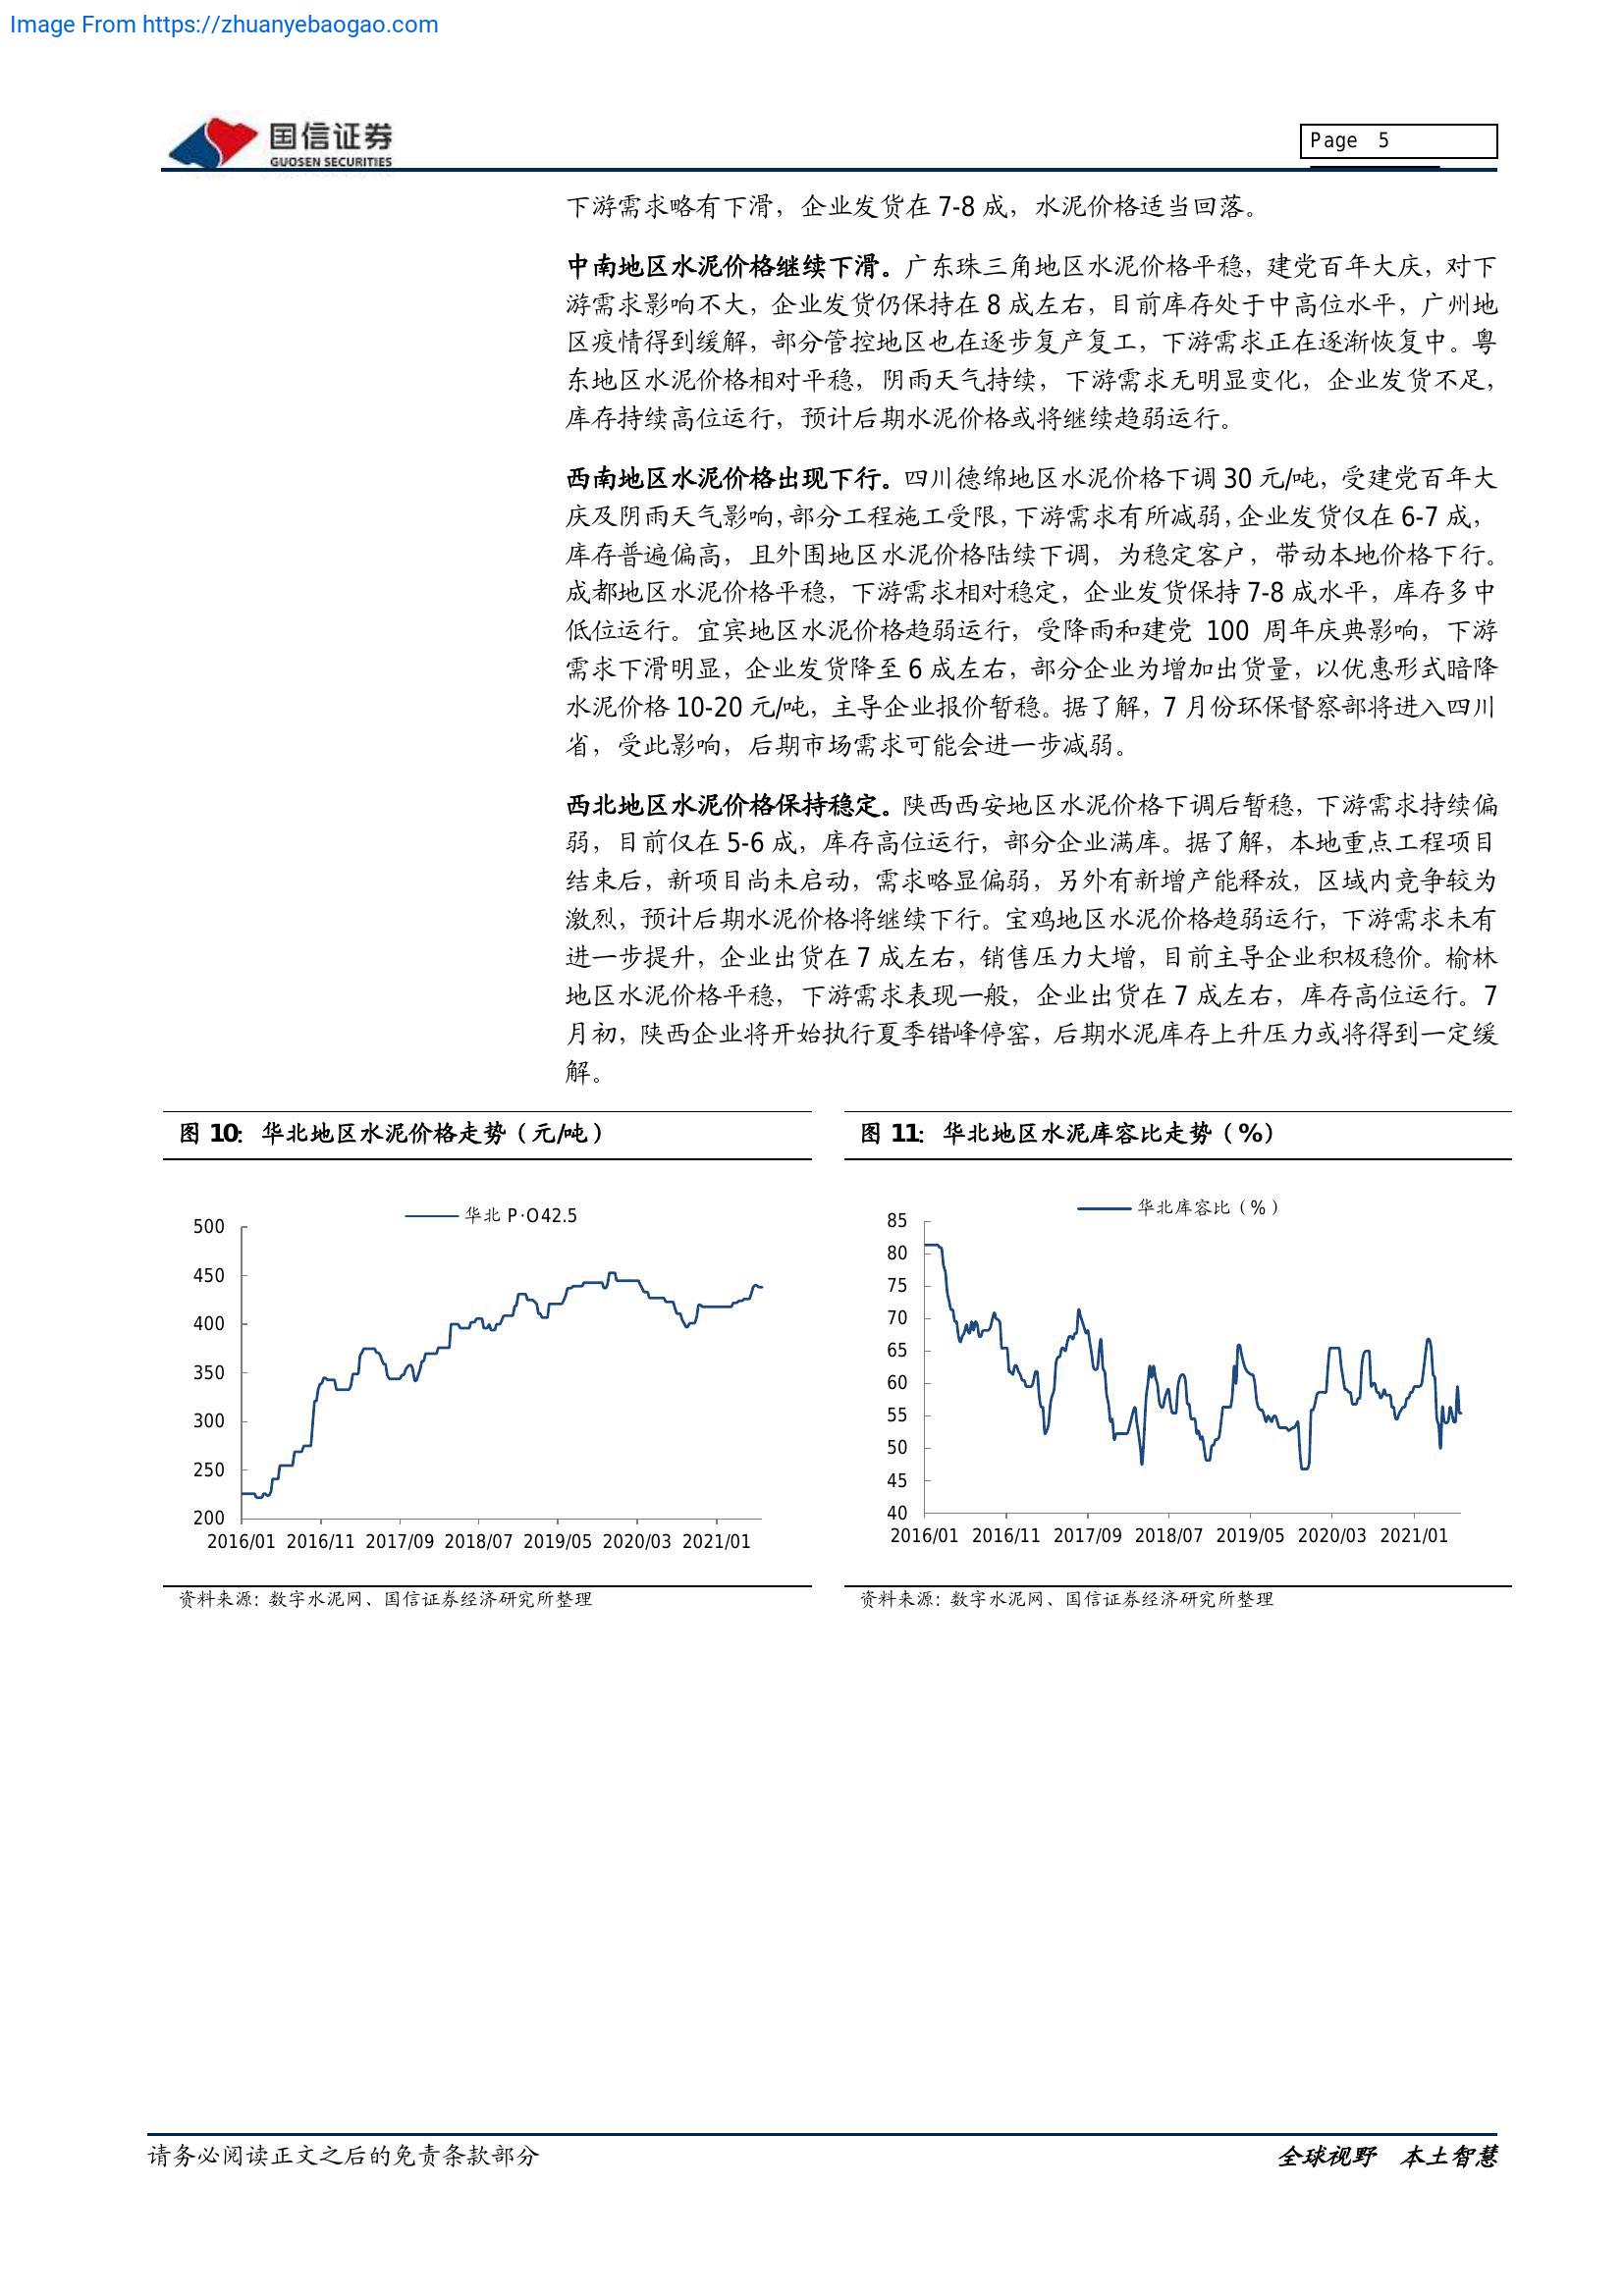 Image From https://zhuanyebaogao.com
国信证券
GUOSEN SECURITIES
Page 5
下游需求略有下滑，企业发货在 7-8 成，水泥价格适当回落。
中南地区水泥价格继续下滑。广东珠三角地区水泥价格平稳，建党百年大庆，对下
游需求影响不大，企业发货仍保持在 8 成左右，目前库存处于中高位水平，广州地
区疫情得到缓解，部分管控地区也在逐步复产复工，下游需求正在逐渐恢复中。粤
东地区水泥价格相对平稳，阴雨天气持续，下游需求无明显变化，企业发货不足，
库存持续高位运行，预计后期水泥价格或将继续趋弱运行。
西南地区水泥价格出现下行。四川德绵地区水泥价格下调 30 元/吨，受建党百年大
庆及阴雨天气影响，部分工程施工受限，下游需求有所减弱，企业发货仅在 6-7 成，
库存普遍偏高，且外围地区水泥价格陆续下调，为稳定客户，带动本地价格下行。
成都地区水泥价格平稳，下游需求相对稳定，企业发货保持 7-8 成水平，库存多中
低位运行。宜宾地区水泥价格趋弱运行，受降雨和建党 100 周年庆典影响，下游
需求下滑明显，企业发货降至 6 成左右，部分企业为增加出货量，以优惠形式暗降
水泥价格 10-20 元/吨，主导企业报价暂稳。据了解，7 月份环保督察部将进入四川
省，受此影响，后期市场需求可能会进一步减弱。
西北地区水泥价格保持稳定。陕西西安地区水泥价格下调后暂稳，下游需求持续偏
弱，目前仅在 5-6 成，库存高位运行，部分企业满库。据了解，本地重点工程项目
结束后，新项目尚未启动，需求略显偏弱，另外有新增产能释放，区域内竞争较为
激烈，预计后期水泥价格将继续下行。宝鸡地区水泥价格趋弱运行，下游需求未有
进一步提升，企业出货在 7 成左右，销售压力大增，目前主导企业积极稳价。榆林
地区水泥价格平稳，下游需求表现一般，企业出货在 7 成左右，库存高位运行。7
月初，陕西企业将开始执行夏季错峰停窑，后期水泥库存上升压力或将得到一定缓
解。
图 10：华北地区水泥价格走势（元/吨）
华北 P·O42.5
500
450
400
350
300
250
200
2016/01 2016/11 2017/09 2018/07 2019/05 2020/03 2021/01
资料来源：数字水泥网、国信证券经济研究所整理
图 11：华北地区水泥库容比走势（%）
华北库容比（%）
85
80
75
70
65
60
55
50
45
40
2016/01 2016/11 2017/09 2018/07 2019/05 2020/03 2021/01
资料来源：数字水泥网、国信证券经济研究所整理
请务必阅读正文之后的免责条款部分
全球视野 本土智慧